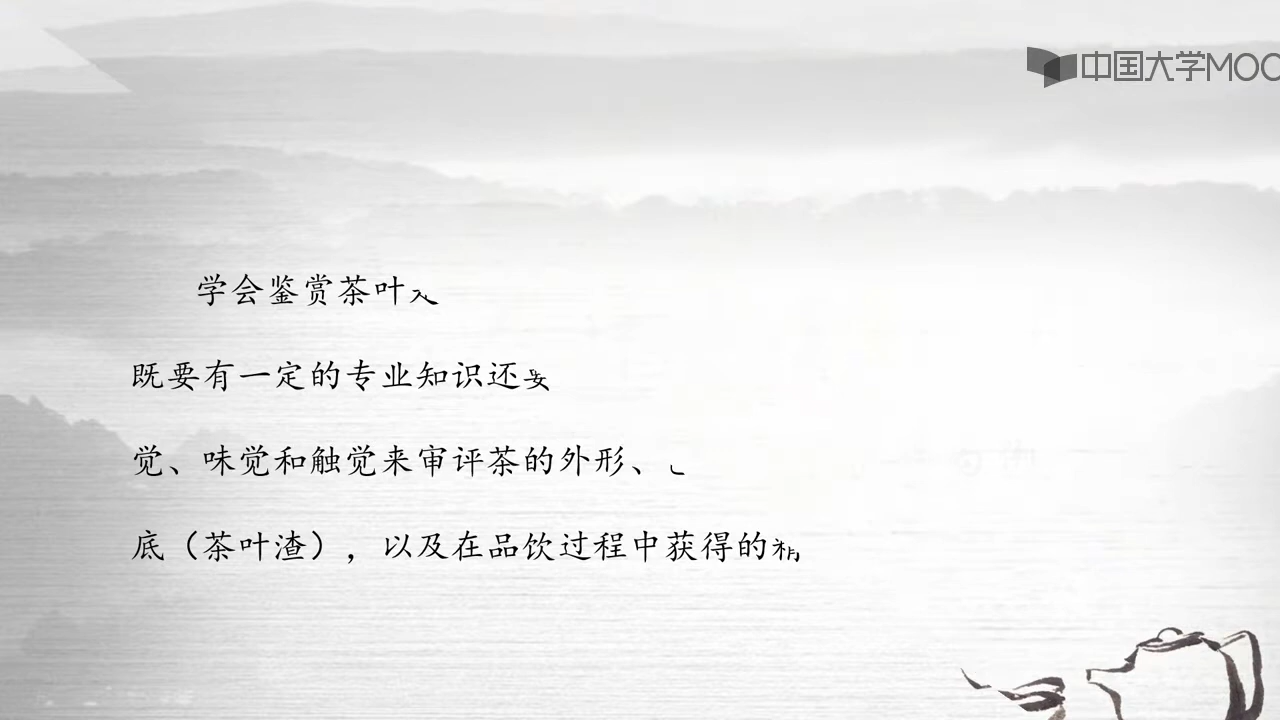 中国大学MOO
学会鉴赏茶叶
既要有一定的专业知识还要
觉、味觉和触觉来审评茶的外形、
底（茶叶渣），以及在品饮过程中获得的